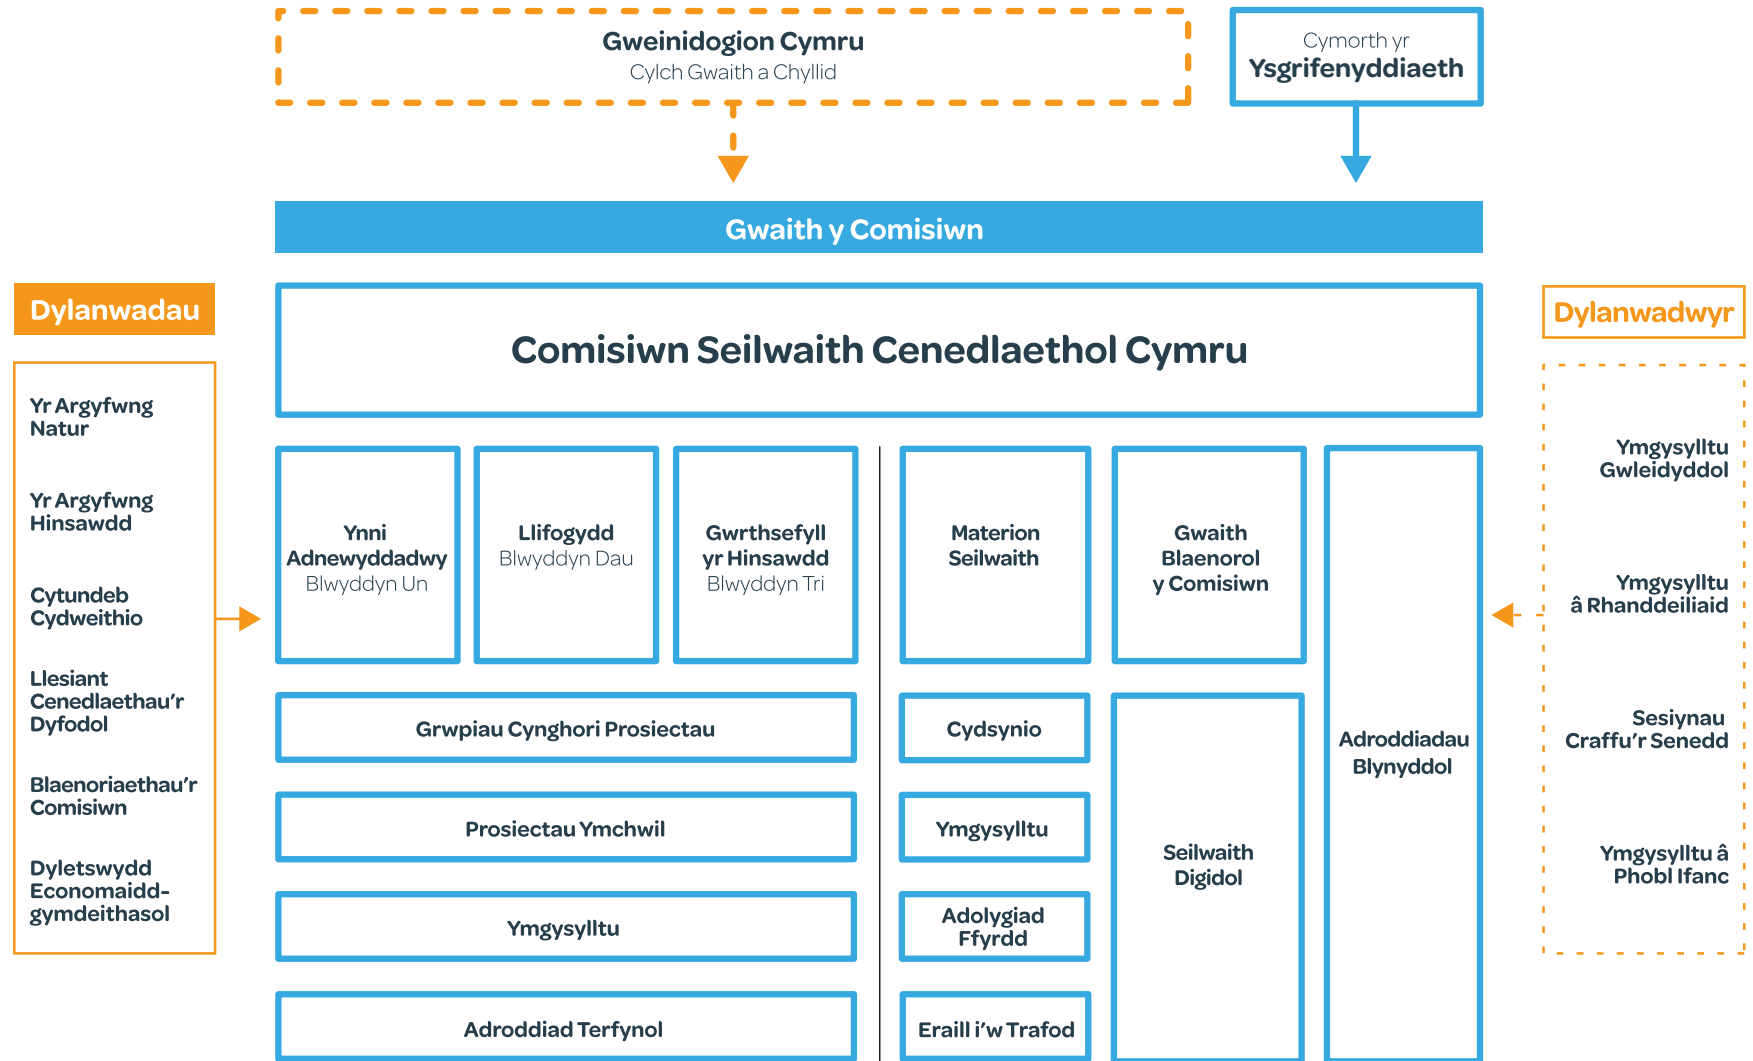 Gweinidogion Cymru
Cylch Gwaith a Chyllid
Cymorth yr
Ysgrifenyddiaeth
Gwaith y Comisiwn
Dylanwadau
Yr Argyfwng
Natur
Yr Argyfwng
Hinsawdd
Cytundeb
Cydweithio
Llesiant
Cenedlaethau'r
Dyfodol
Blaenoriaethau'r
Comisiwn
Dyletswydd
Economaidd-
gymdeithasol
Comisiwn Seilwaith Cenedlaethol Cymru
Ynni
Adnewyddadwy
Blwyddyn Un
Llifogydd
Blwyddyn Dau
Gwrthsefyll
yr Hinsawdd
Blwyddyn Tri
Grwpiau Cynghori Prosiectau
Prosiectau Ymchwil
Ymgysylltu
Adroddiad Terfynol
Materion
Seilwaith
Cydsynio
Ymgysylltu
Adolygiad
Ffyrdd
Eraill i'w Trafod
Gwaith
Blaenorol
y Comisiwn
Seilwaith
Digidol
Adroddiadau
Blynyddol
Dylanwadwyr
Ymgysylltu
Gwleidyddol
Ymgysylltu
â Rhanddeiliaid
Sesiynau
Craffu'r Senedd
Ymgysylltu â
Phobl Ifanc